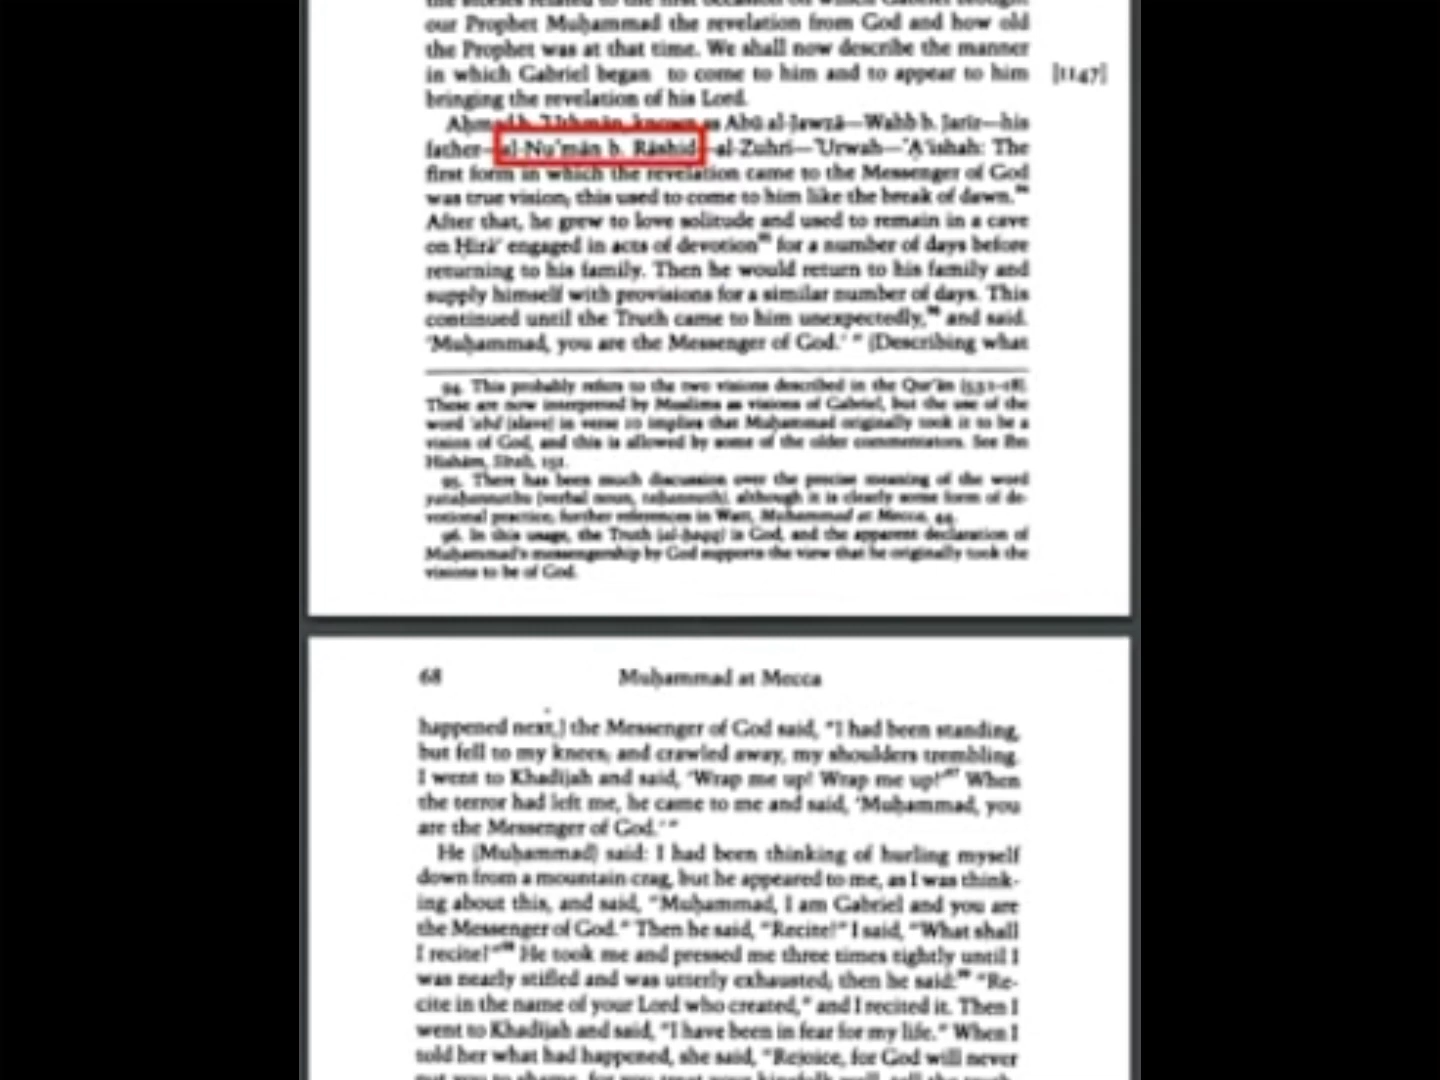 our Prophet Muḥammad the revelation from God and how old
the Prophet was at that time. We shall now describe the manner
in which Gabriel began to come to him and to appear to him [1147]
bringing the revelation of his Lord.
Aḥmad b. 'Uthmān, known as Abū al-Jawzā—Wahb b. Jarīr—his
father—al-Nu'mān b. Rāshid—al-Zuhrī—'Urwah—'Ā'ishah: The
first form in which the revelation came to the Messenger of God
was true vision; this used to come to him like the break of dawn.94
After that, he grew to love solitude and used to remain in a cave
on Ḥirā' engaged in acts of devotion95 for a number of days before
returning to his family. Then he would return to his family and
supply himself with provisions for a similar number of days. This
continued until the Truth came to him unexpectedly,96 and said,
'Muḥammad, you are the Messenger of God.' " (Describing what
94. This probably refers to the two visions described in the Qur'ān (53:1-18).
These are now interpreted by Muslims as visions of Gabriel, but the use of the
word 'abd (slave) in verse 10 implies that Muḥammad originally took it to be a
vision of God, and this is allowed by some of the older commentators. See Ibn
Hishām, Sīrah, 151.
95. There has been much discussion over the precise meaning of the word
yataḥannathu (verbal noun, taḥannuth), although it is clearly some form of de-
votional practice; further references in Watt, Muhammad at Mecca, 44.
96. In this usage, the Truth (al-ḥaqq) is God, and the apparent declaration of
Muḥammad's messengership by God supports the view that he originally took the
visions to be of God.
68 Muḥammad at Mecca
happened next,) the Messenger of God said, "I had been standing,
but fell to my knees; and crawled away, my shoulders trembling.
I went to Khadījah and said, 'Wrap me up! Wrap me up!'97 When
the terror had left me, he came to me and said, 'Muḥammad, you
are the Messenger of God.' "
He (Muḥammad) said: I had been thinking of hurling myself
down from a mountain crag, but he appeared to me, as I was think-
ing about this, and said, "Muḥammad, I am Gabriel and you are
the Messenger of God." Then he said, "Recite!" I said, "What shall
I recite?"98 He took me and pressed me three times tightly until I
was nearly stifled and was utterly exhausted; then he said:99 "Re-
cite in the name of your Lord who created," and I recited it. Then I
went to Khadījah and said, "I have been in fear for my life." When I
told her what had happened, she said, "Rejoice, for God will never